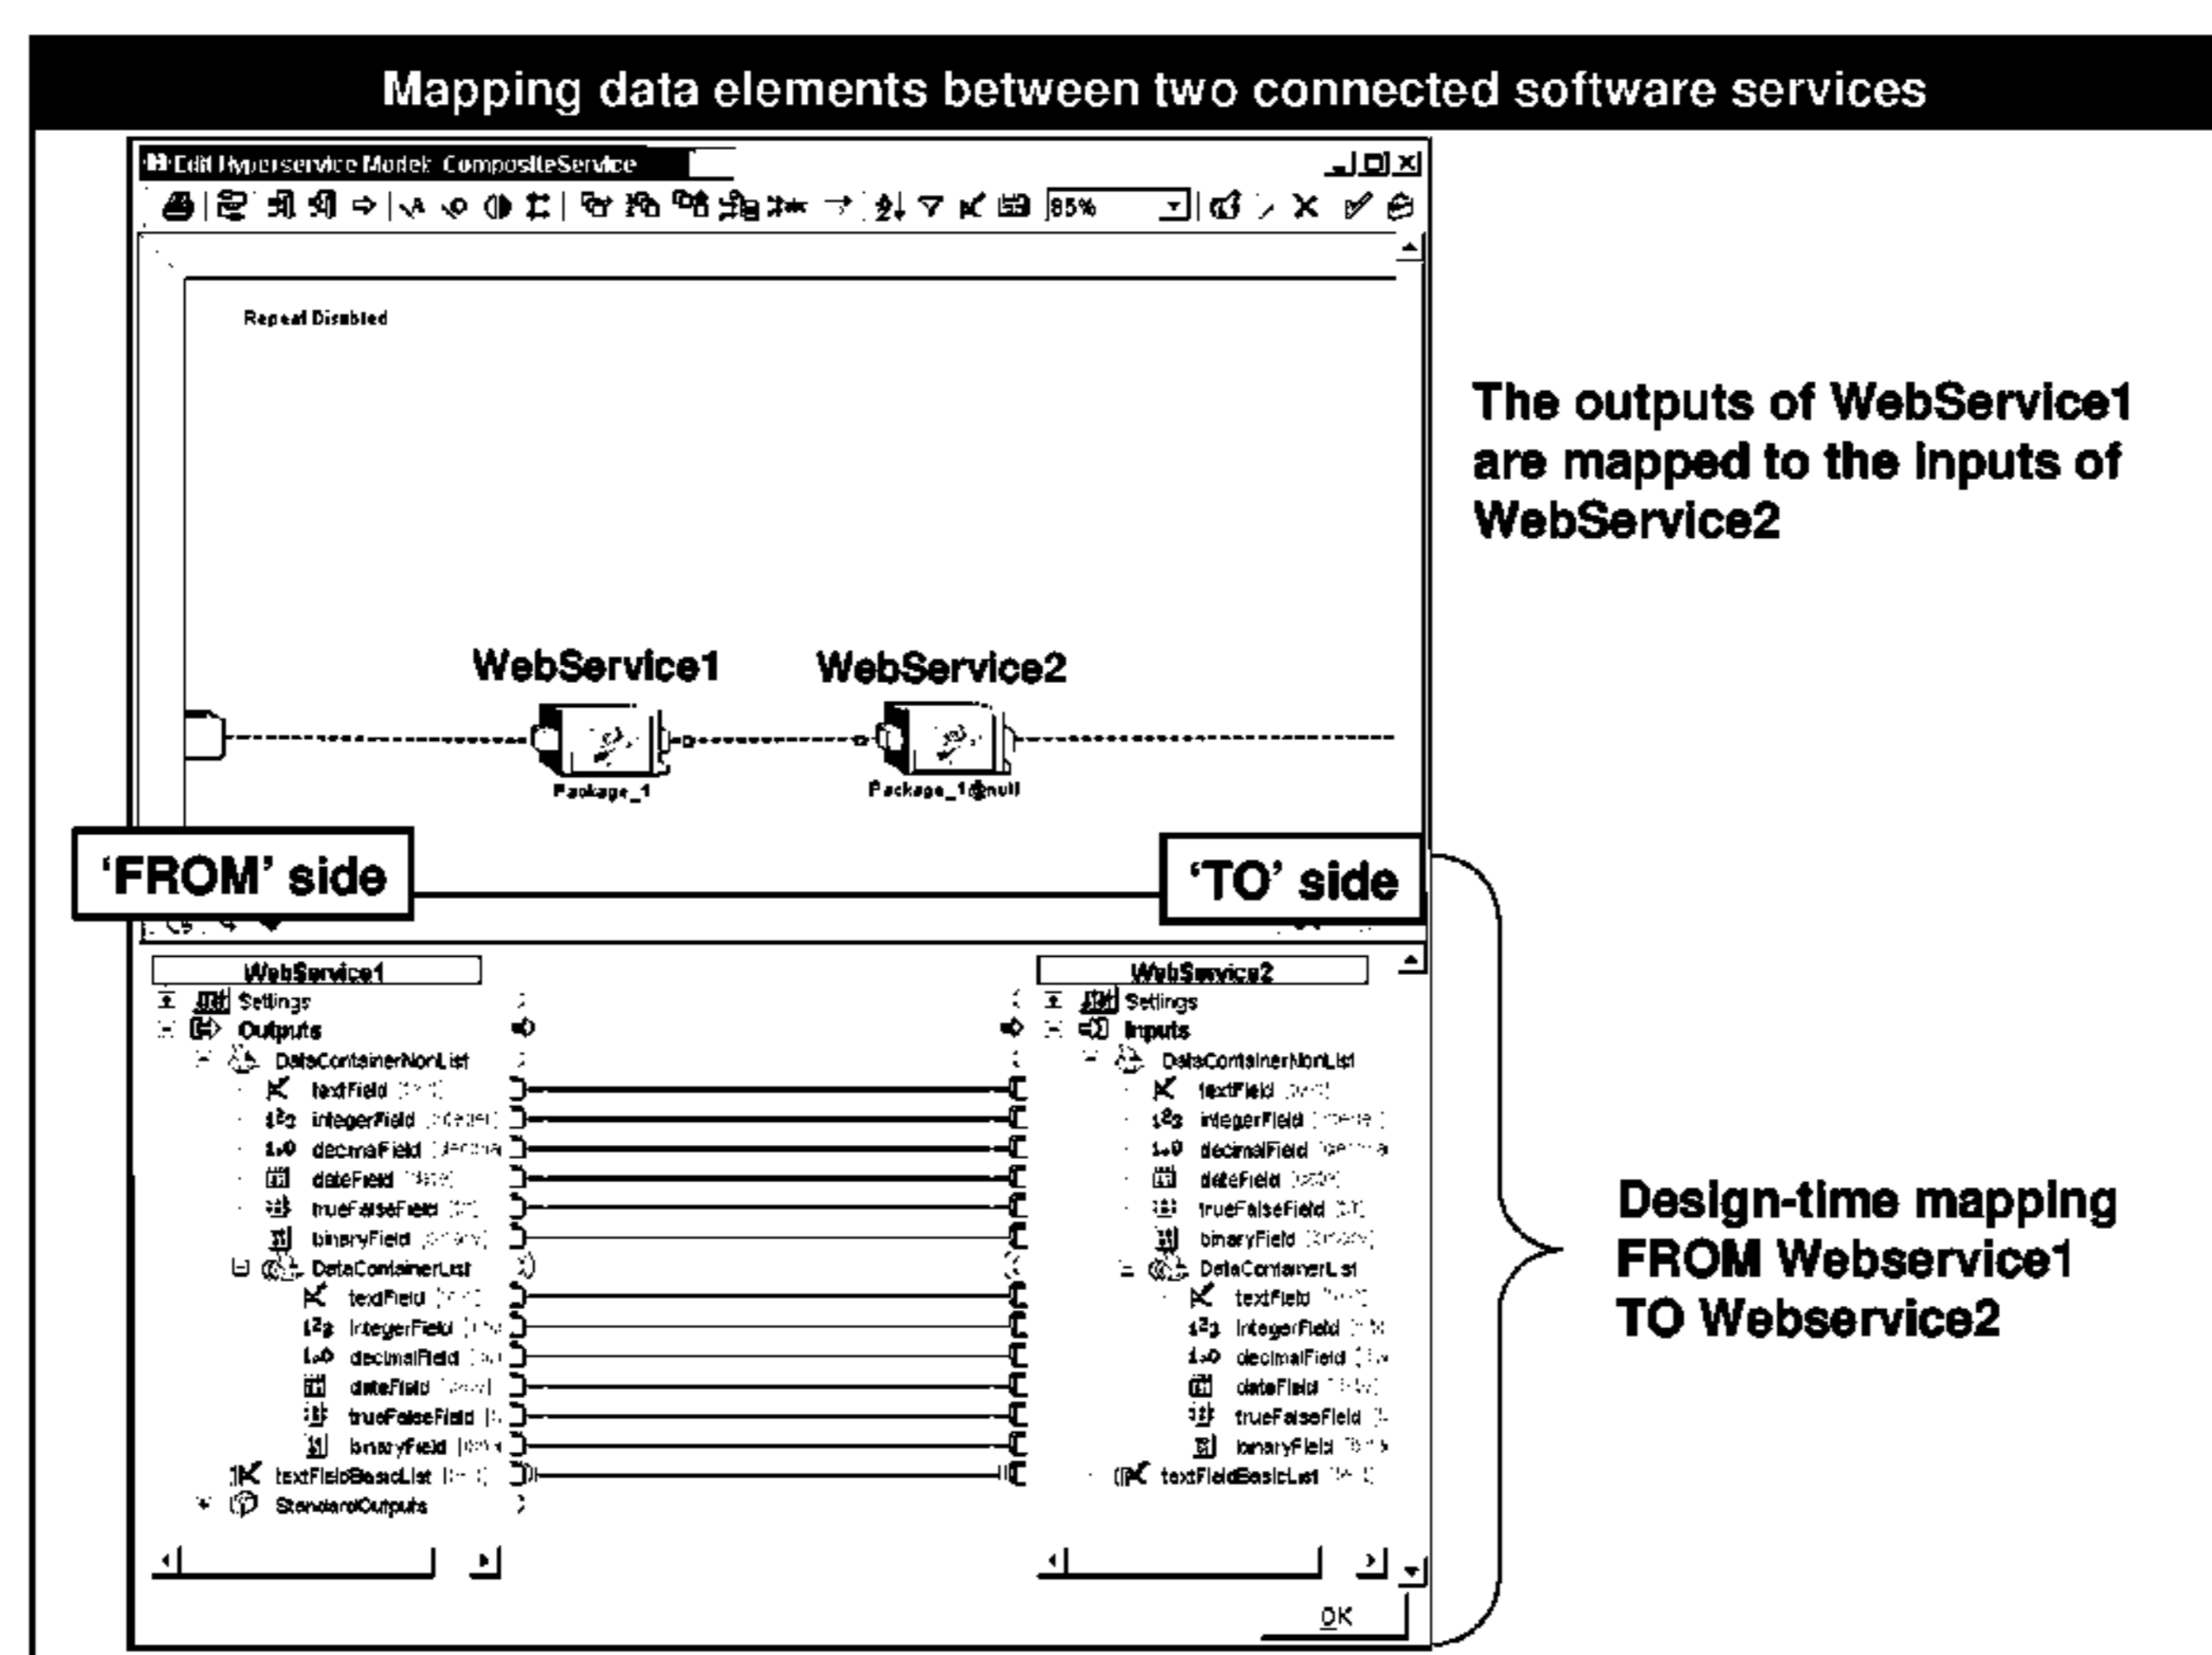 Mapping data elements between two connected software services
Edit Hyperservice Model: CompositeService
85%
Repeat Disabled
The outputs of WebService1
are mapped to the inputs of
WebService2
WebService1 WebService2
Package_1 Package_1@null
‘FROM’ side ‘TO’ side
WebService1 WebService2
Settings Settings
Outputs Inputs
DataContainerNonList DataContainerNonList
textField textField
integerField integerField
decimalField decimalField
dateField dateField
trueFalseField trueFalseField
binaryField binaryField
DataContainerList DataContainerList
textField textField
integerField integerField
decimalField decimalField
dateField dateField
trueFalseField trueFalseField
binaryField binaryField
textFieldBasicList textFieldBasicList
StandardOutputs
OK
Design-time mapping
FROM Webservice1
TO Webservice2